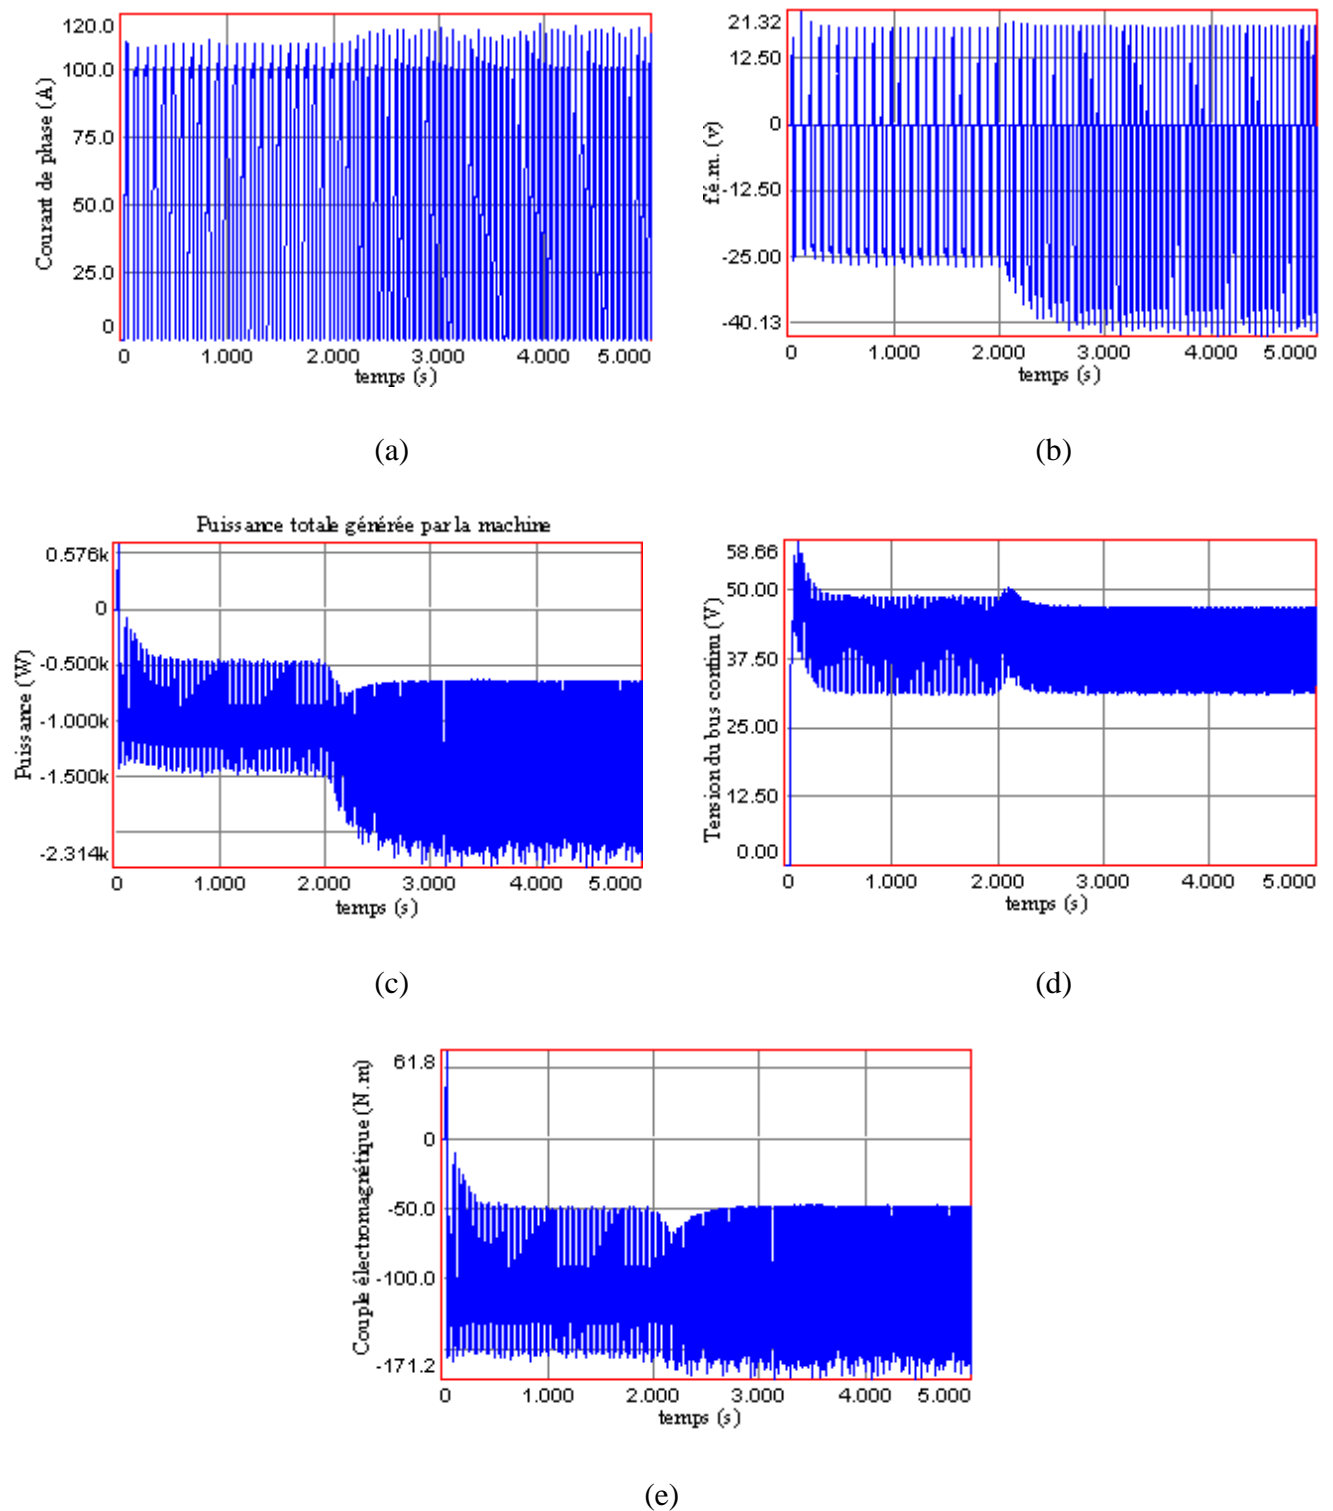 120.0
100.0
75.0
50.0
25.0
0
Courant de phase (A)
0 1.000 2.000 3.000 4.000 5.000
temps (s)
(a)
21.32
12.50
0
-12.50
-25.00
-40.13
f.é.m. (v)
0 1.000 2.000 3.000 4.000 5.000
temps (s)
(b)
Puissance totale générée par la machine
0.576k
0
-0.500k
-1.000k
-1.500k
-2.314k
Puissance (W)
0 1.000 2.000 3.000 4.000 5.000
temps (s)
(c)
58.66
50.00
37.50
25.00
12.50
0.00
Tension du bus continu (V)
0 1.000 2.000 3.000 4.000 5.000
temps (s)
(d)
61.8
0
-50.0
-100.0
-171.2
Couple électromagnétique (N.m)
0 1.000 2.000 3.000 4.000 5.000
temps (s)
(e)